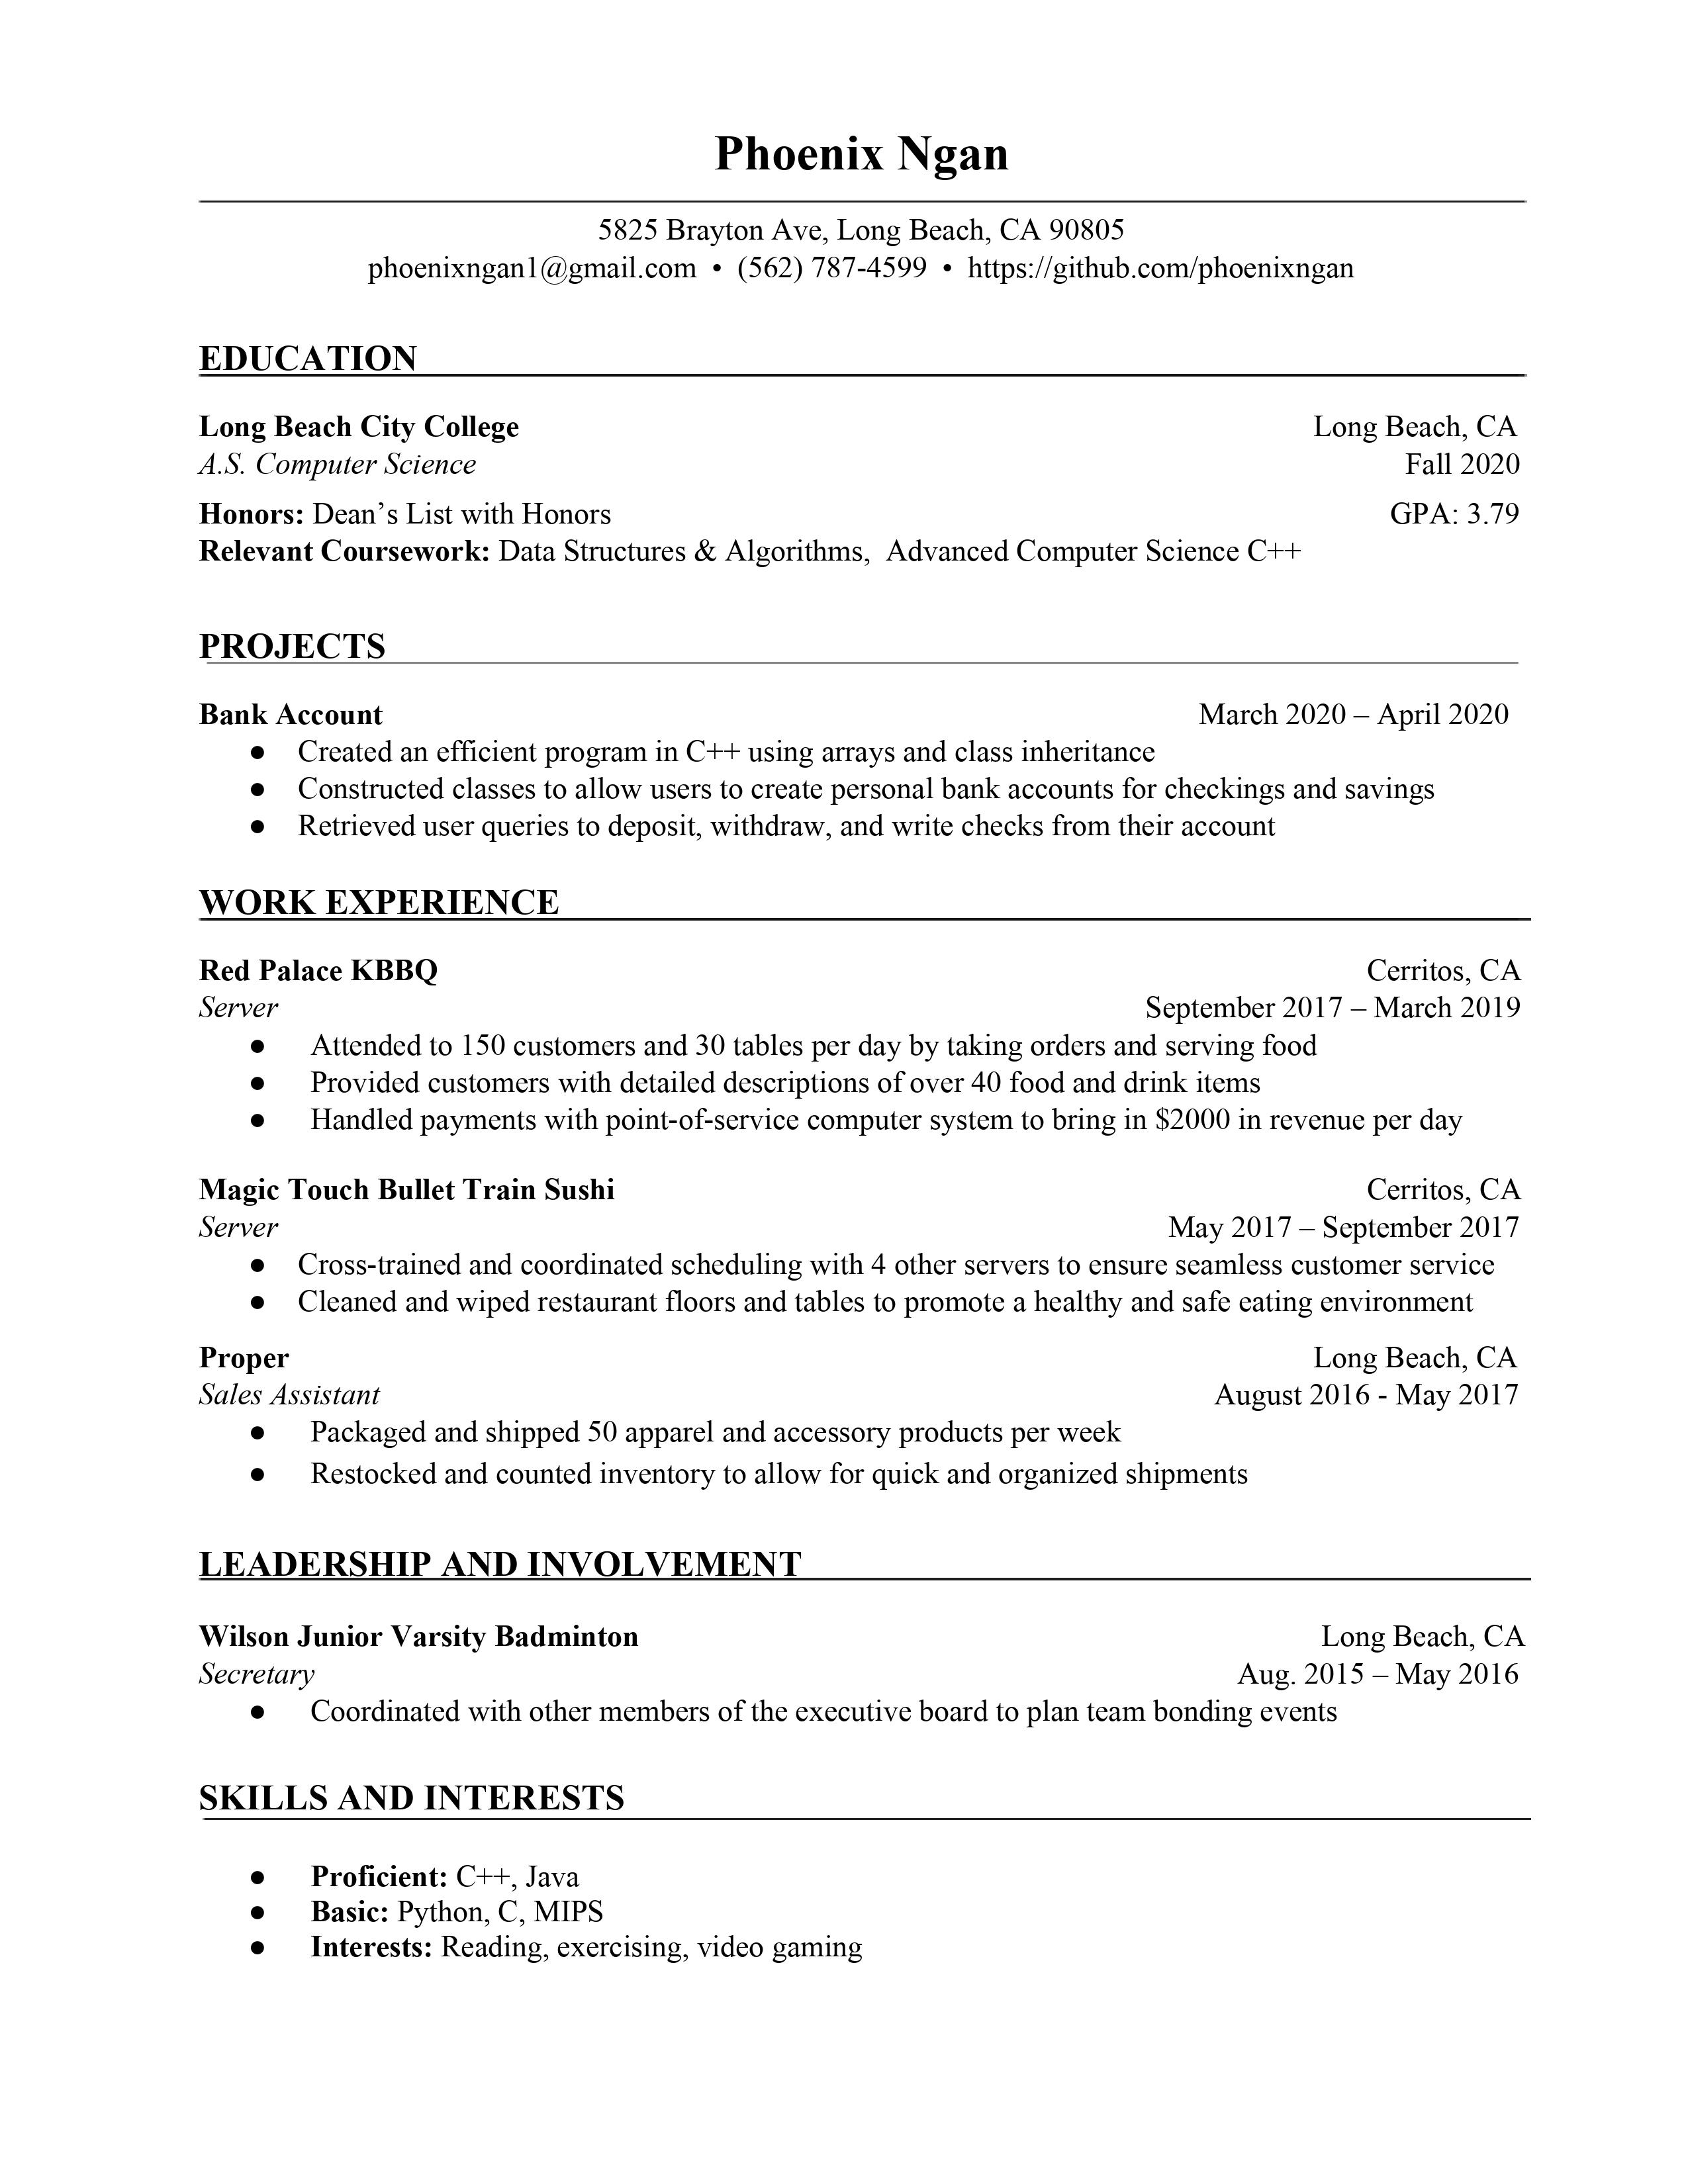 Phoenix Ngan
5825 Brayton Ave, Long Beach, CA 90805
phoenixngan1@gmail.com • (562) 787-4599 • https://github.com/phoenixngan
EDUCATION
Long Beach City College Long Beach, CA
A.S. Computer Science Fall 2020
Honors: Dean’s List with Honors GPA: 3.79
Relevant Coursework: Data Structures & Algorithms,  Advanced Computer Science C++
PROJECTS
Bank Account March 2020 – April 2020
● Created an efficient program in C++ using arrays and class inheritance
● Constructed classes to allow users to create personal bank accounts for checkings and savings
● Retrieved user queries to deposit, withdraw, and write checks from their account
WORK EXPERIENCE
Red Palace KBBQ Cerritos, CA
Server September 2017 – March 2019
● Attended to 150 customers and 30 tables per day by taking orders and serving food
● Provided customers with detailed descriptions of over 40 food and drink items
● Handled payments with point-of-service computer system to bring in $2000 in revenue per day
Magic Touch Bullet Train Sushi Cerritos, CA
Server May 2017 – September 2017
● Cross-trained and coordinated scheduling with 4 other servers to ensure seamless customer service
● Cleaned and wiped restaurant floors and tables to promote a healthy and safe eating environment
Proper Long Beach, CA
Sales Assistant August 2016 - May 2017
● Packaged and shipped 50 apparel and accessory products per week
● Restocked and counted inventory to allow for quick and organized shipments
LEADERSHIP AND INVOLVEMENT
Wilson Junior Varsity Badminton Long Beach, CA
Secretary Aug. 2015 – May 2016
● Coordinated with other members of the executive board to plan team bonding events
SKILLS AND INTERESTS
● Proficient: C++, Java
● Basic: Python, C, MIPS
● Interests: Reading, exercising, video gaming